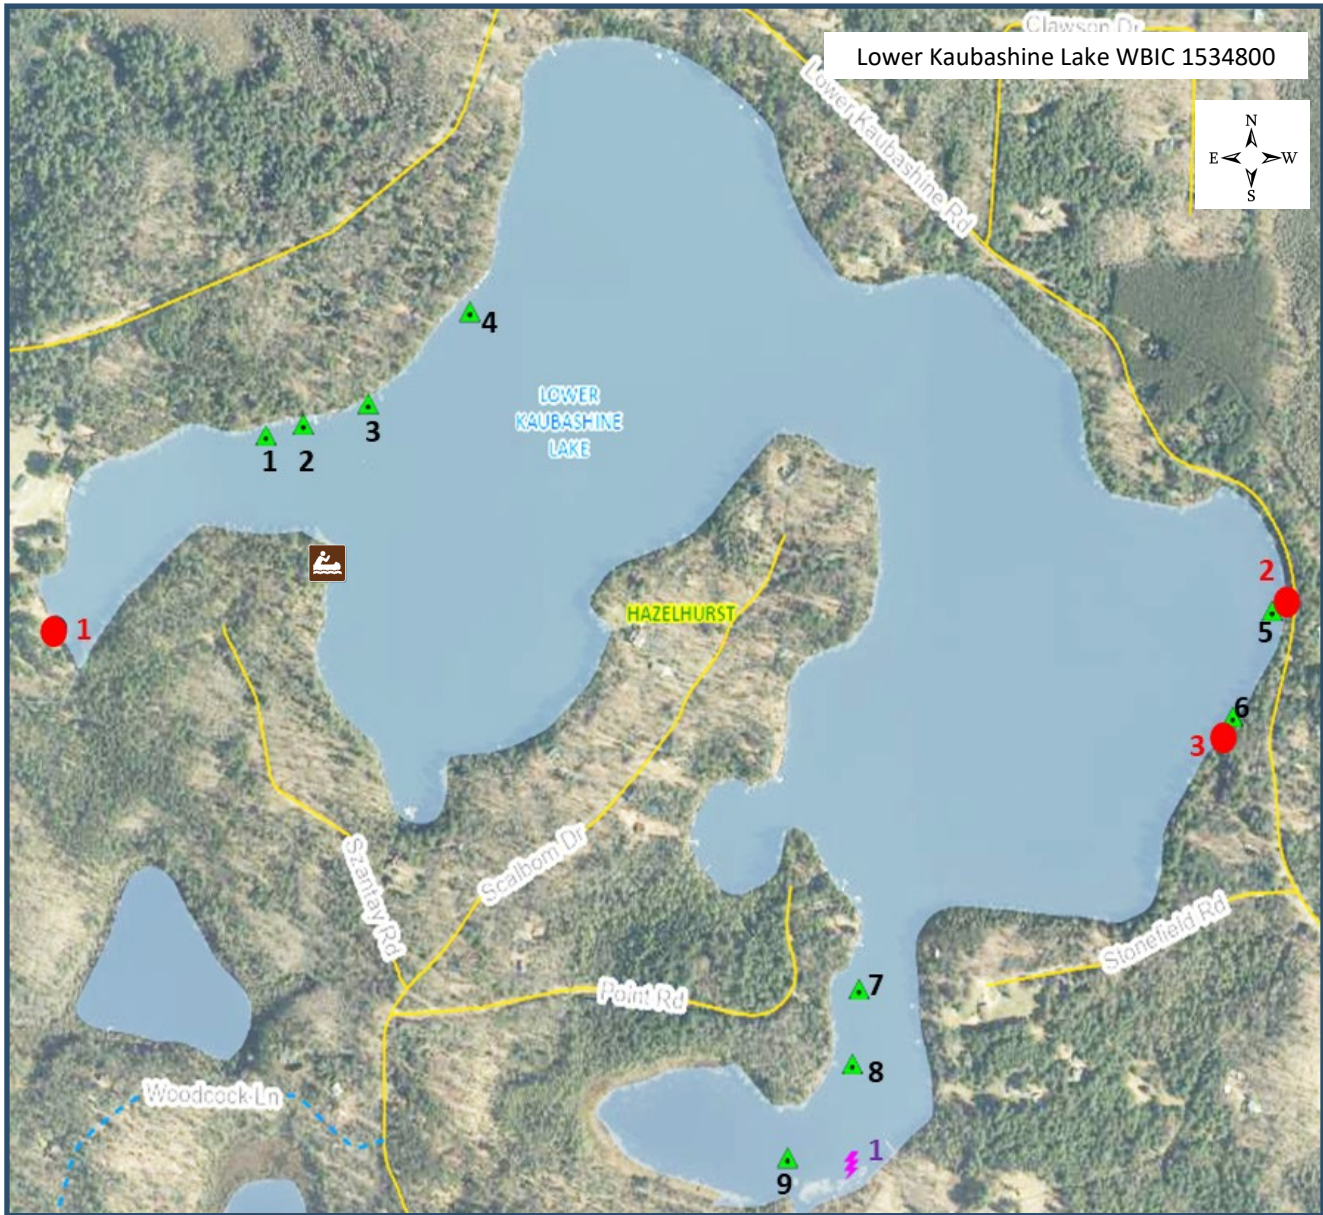 Clawson Dr
Lower Kaubashine Lake WBIC 1534800
Lower Kaubashine Rd
N
E W
S
4
LOWER
KAUBASHINE
LAKE
1 2 3
2
5
HAZELHURST
1
6
3
Szantay Rd
Scalbom Dr
Stonefield Rd
Point Rd
7
8
Woodcock Ln
1
9